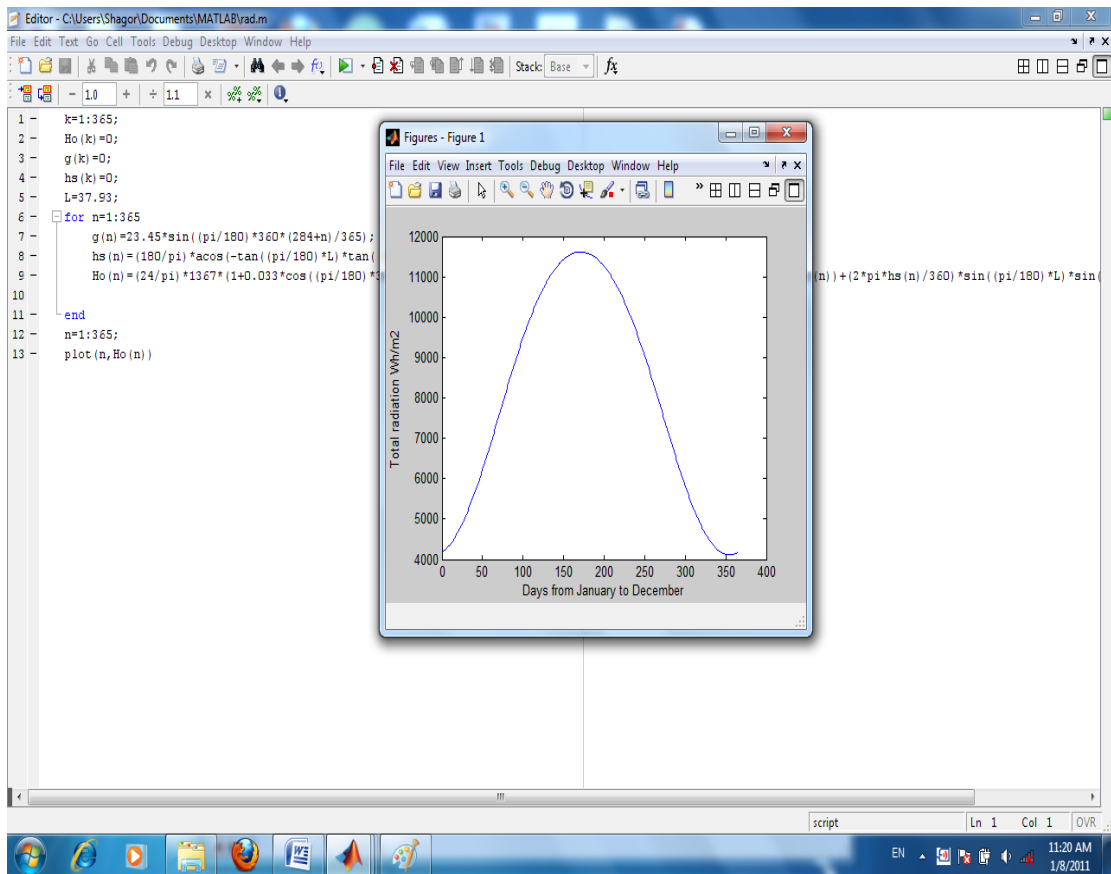 Editor - C:\Users\Shagor\Documents\MATLAB\rad.m
File Edit Text Go Cell Tools Debug Desktop Window Help
Stack: Base fx
- 1.0 + ÷ 1.1 ×
1 - k=1:365;
2 - Ho(k)=0;
3 - g(k)=0;
4 - hs(k)=0;
5 - L=37.93;
6 - for n=1:365
7 - g(n)=23.45*sin((pi/180)*360*(284+n)/365);
8 - hs(n)=(180/pi)*acos(-tan((pi/180)*L)*tan(
9 - Ho(n)=(24/pi)*1367*(1+0.033*cos((pi/180)*3 (n))+(2*pi*hs(n)/360)*sin((pi/180)*L)*sin(
10
11 - end
12 - n=1:365;
13 - plot(n,Ho(n))
Figures - Figure 1
File Edit View Insert Tools Debug Desktop Window Help
»
Total radiation Wh/m2
12000
11000
10000
9000
8000
7000
6000
5000
4000
0 50 100 150 200 250 300 350 400
Days from January to December
script Ln 1 Col 1 OVR
EN 11:20 AM
1/8/2011